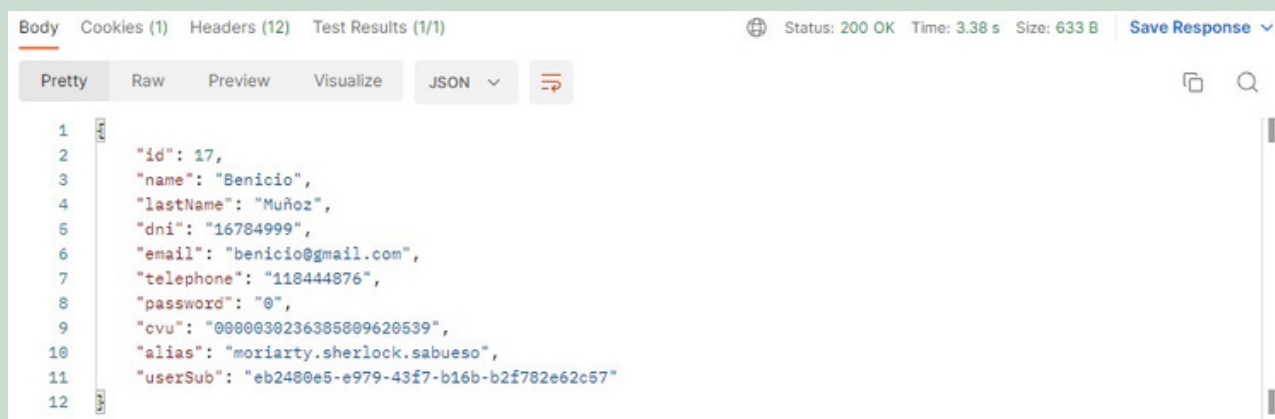 Body Cookies (1) Headers (12) Test Results (1/1) Status: 200 OK Time: 3.38 s Size: 633 B Save Response
Pretty Raw Preview Visualize JSON
1 {
2 "id": 17,
3 "name": "Benicio",
4 "lastName": "Muñoz",
5 "dni": "16784999",
6 "email": "benicio@gmail.com",
7 "telephone": "118444876",
8 "password": "0",
9 "cvu": "0000030236385809620539",
10 "alias": "moriarty.sherlock.sabueso",
11 "userSub": "eb2480e5-e979-43f7-b16b-b2f782e62c57"
12 }